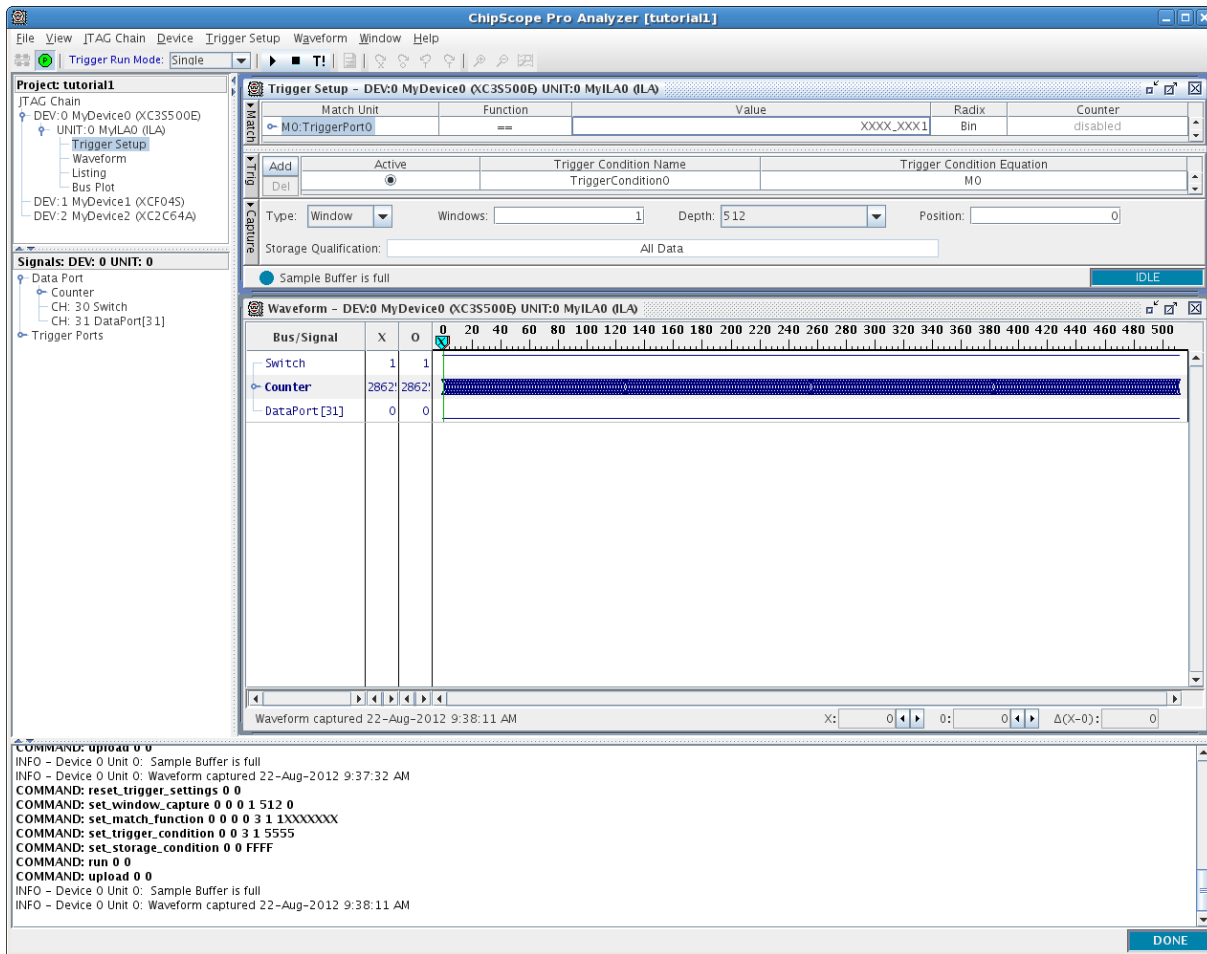 ChipScope Pro Analyzer [tutorial1]
File View JTAG Chain Device Trigger Setup Waveform Window Help
Trigger Run Mode: Single T!
Project: tutorial1
JTAG Chain
DEV:0 MyDevice0 (XC3S500E)
UNIT:0 MyILA0 (ILA)
Trigger Setup
Waveform
Listing
Bus Plot
DEV:1 MyDevice1 (XCF04S)
DEV:2 MyDevice2 (XC2C64A)
Signals: DEV: 0 UNIT: 0
Data Port
Counter
CH: 30 Switch
CH: 31 DataPort[31]
Trigger Ports
Trigger Setup - DEV:0 MyDevice0 (XC3S500E) UNIT:0 MyILA0 (ILA)
Match
Match Unit Function Value Radix Counter
M0:TriggerPort0 == XXXX_XXX1 Bin disabled
Trig
Add Active Trigger Condition Name Trigger Condition Equation
Del TriggerCondition0 M0
Capture
Type: Window Windows: 1 Depth: 512 Position: 0
Storage Qualification: All Data
Sample Buffer is full IDLE
Waveform - DEV:0 MyDevice0 (XC3S500E) UNIT:0 MyILA0 (ILA)
Bus/Signal X O 0 20 40 60 80 100 120 140 160 180 200 220 240 260 280 300 320 340 360 380 400 420 440 460 480 500
X
Switch 1 1
Counter 2862 2862
DataPort[31] 0 0
Waveform captured 22-Aug-2012 9:38:11 AM X: 0 O: 0 Δ(X-O): 0
COMMAND: upload 0 0
INFO - Device 0 Unit 0: Sample Buffer is full
INFO - Device 0 Unit 0: Waveform captured 22-Aug-2012 9:37:32 AM
COMMAND: reset_trigger_settings 0 0
COMMAND: set_window_capture 0 0 0 1 512 0
COMMAND: set_match_function 0 0 0 0 3 1 1XXXXXXX
COMMAND: set_trigger_condition 0 0 3 1 5555
COMMAND: set_storage_condition 0 0 FFFF
COMMAND: run 0 0
COMMAND: upload 0 0
INFO - Device 0 Unit 0: Sample Buffer is full
INFO - Device 0 Unit 0: Waveform captured 22-Aug-2012 9:38:11 AM
DONE